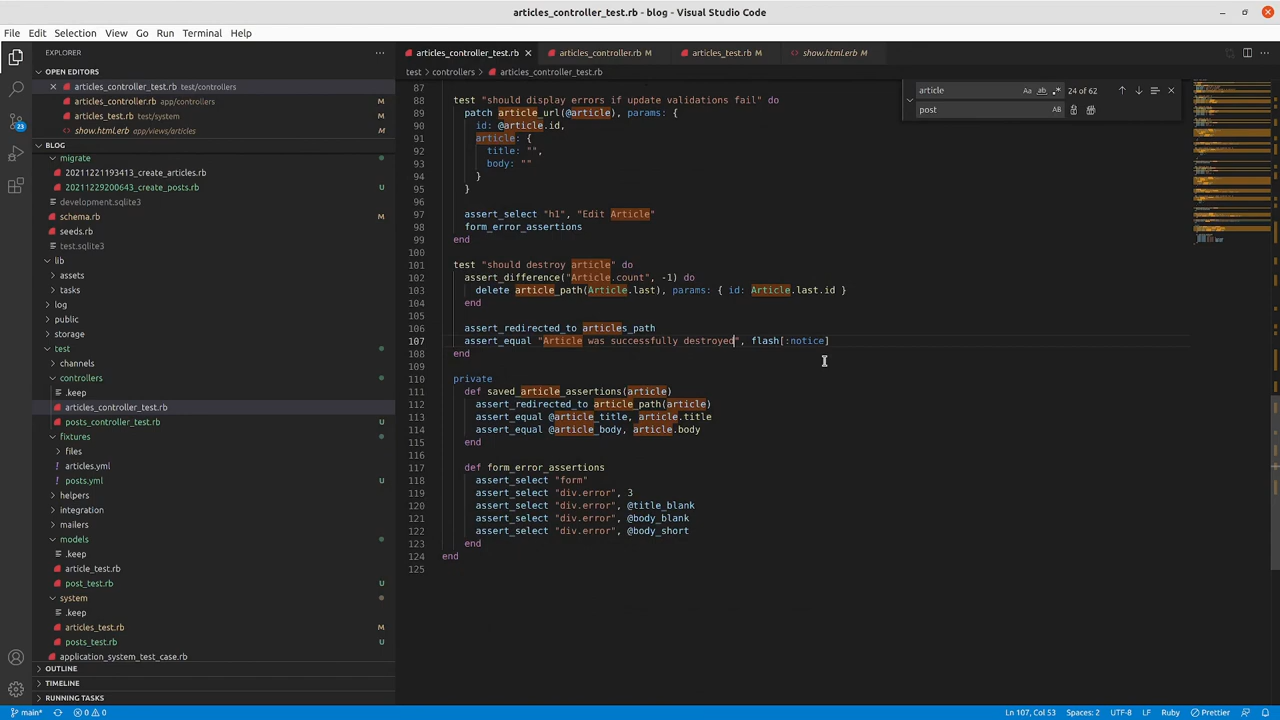 articles_controller_test.rb - blog - Visual Studio Code
File Edit Selection View Go Run Terminal Help
EXPLORER
OPEN EDITORS
articles_controller_test.rb test/controllers
articles_controller.rb app/controllers M
articles_test.rb test/system M
show.html.erb app/views/articles M
BLOG
migrate
20211221193413_create_articles.rb
20211229200643_create_posts.rb U
development.sqlite3
schema.rb M
seeds.rb
test.sqlite3
lib
assets
tasks
log
public
storage
test
channels
controllers
.keep
articles_controller_test.rb
posts_controller_test.rb U
fixtures
files
articles.yml
posts.yml U
helpers
integration
mailers
models
.keep
article_test.rb
post_test.rb U
system
.keep
articles_test.rb M
posts_test.rb U
application_system_test_case.rb
OUTLINE
TIMELINE
RUNNING TASKS
articles_controller_test.rb articles_controller.rb M articles_test.rb M show.html.erb M
test controllers articles_controller_test.rb
article Aa ab .* 24 of 62
post AB
87
88 test "should display errors if update validations fail" do
89 patch article_url(@article), params: {
90 id: @article.id,
91 article: {
92 title: "",
93 body: ""
94 }
95 }
96
97 assert_select "h1", "Edit Article"
98 form_error_assertions
99 end
100
101 test "should destroy article" do
102 assert_difference("Article.count", -1) do
103 delete article_path(Article.last), params: { id: Article.last.id }
104 end
105
106 assert_redirected_to articles_path
107 assert_equal "Article was successfully destroyed", flash[:notice]
108 end
109
110 private
111 def saved_article_assertions(article)
112 assert_redirected_to article_path(article)
113 assert_equal @article_title, article.title
114 assert_equal @article_body, article.body
115 end
116
117 def form_error_assertions
118 assert_select "form"
119 assert_select "div.error", 3
120 assert_select "div.error", @title_blank
121 assert_select "div.error", @body_blank
122 assert_select "div.error", @body_short
123 end
124 end
125
main* 0 0 Ln 107, Col 53 Spaces: 2 UTF-8 LF Ruby Prettier